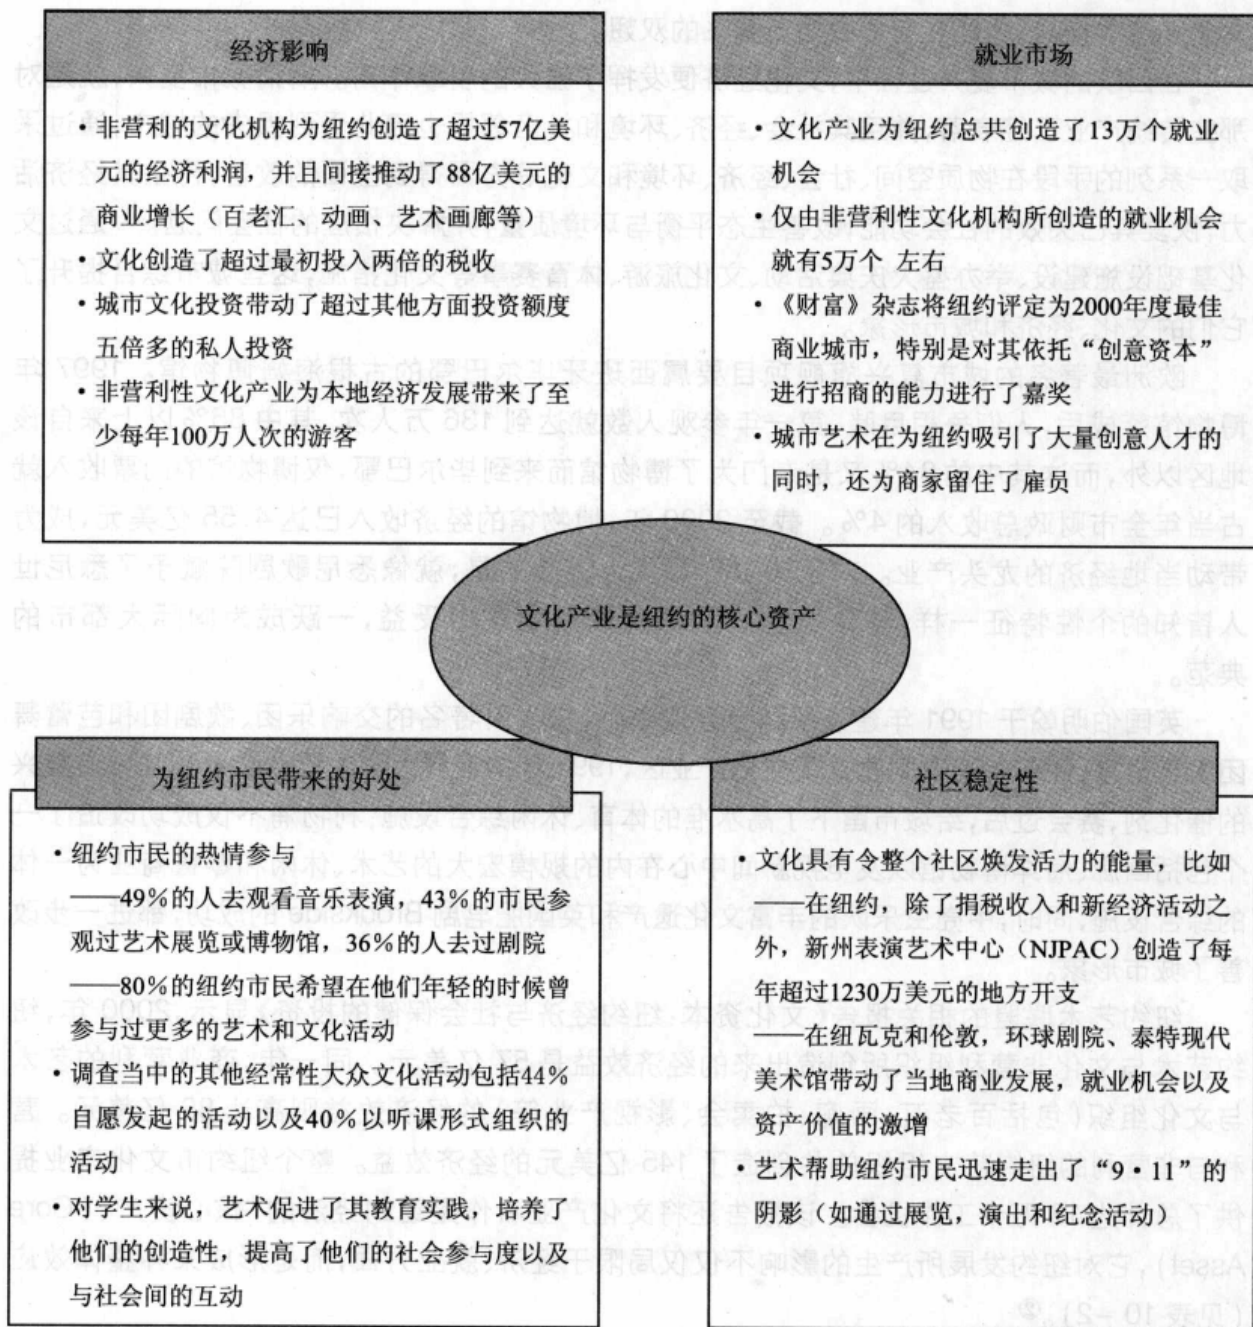 经济影响
• 非营利的文化机构为纽约创造了超过57亿美
元的经济利润，并且间接推动了88亿美元的
商业增长（百老汇、动画、艺术画廊等）
• 文化创造了超过最初投入两倍的税收
• 城市文化投资带动了超过其他方面投资额度
五倍多的私人投资
• 非营利性文化产业为本地经济发展带来了至
少每年100万人次的游客
就业市场
• 文化产业为纽约总共创造了13万个就业
机会
• 仅由非营利性文化机构所创造的就业机会
就有5万个 左右
• 《财富》杂志将纽约评定为2000年度最佳
商业城市，特别是对其依托“创意资本”
进行招商的能力进行了嘉奖
• 城市艺术在为纽约吸引了大量创意人才的
同时，还为商家留住了雇员
文化产业是纽约的核心资产
为纽约市民带来的好处
• 纽约市民的热情参与
——49％的人去观看音乐表演，43％的市民参
观过艺术展览或博物馆，36％的人去过剧院
——80％的纽约市民希望在他们年轻的时候曾
参与过更多的艺术和文化活动
• 调查当中的其他经常性大众文化活动包括44％
自愿发起的活动以及40％以听课形式组织的
活动
• 对学生来说，艺术促进了其教育实践，培养了
他们的创造性，提高了他们的社会参与度以及
与社会间的互动
社区稳定性
• 文化具有令整个社区焕发活力的能量，比如
——在纽约，除了捐税收入和新经济活动之
外，新州表演艺术中心（NJPAC）创造了每
年超过1230万美元的地方开支
——在纽瓦克和伦敦，环球剧院、泰特现代
美术馆带动了当地商业发展，就业机会以及
资产价值的激增
• 艺术帮助纽约市民迅速走出了“9·11”的
阴影（如通过展览，演出和纪念活动）